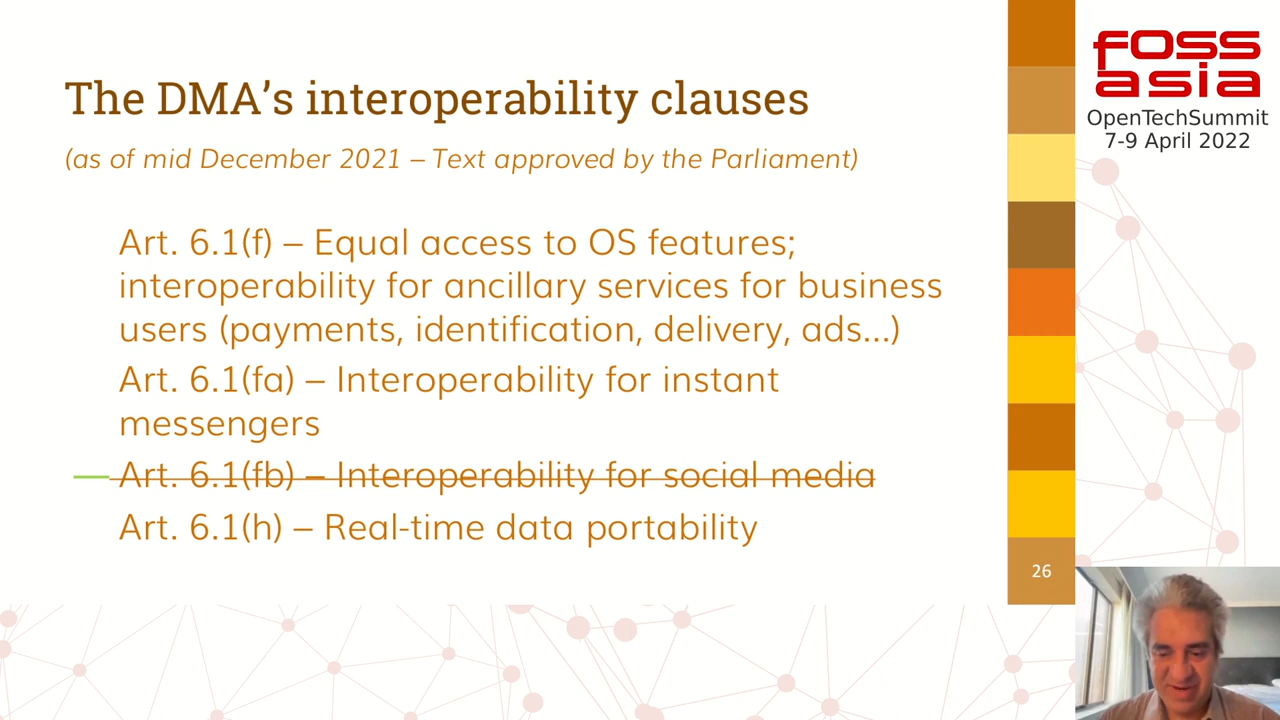 The DMA’s interoperability clauses
(as of mid December 2021 – Text approved by the Parliament)
Art. 6.1(f) – Equal access to OS features;
interoperability for ancillary services for business
users (payments, identification, delivery, ads…)
Art. 6.1(fa) – Interoperability for instant
messengers
Art. 6.1(fb) – Interoperability for social media
Art. 6.1(h) – Real-time data portability
26
foss
asia
OpenTechSummit
7-9 April 2022